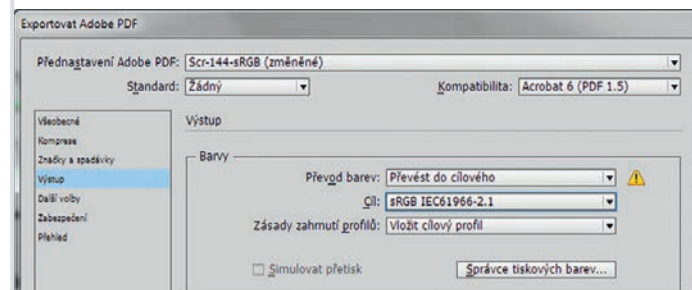 Exportovat Adobe PDF
Přednastavení Adobe PDF: Scr-144-sRGB (změněné)
Standard: Žádný Kompatibilita: Acrobat 6 (PDF 1.5)
Všeobecné
Komprese
Značky a spadávky
Výstup
Další volby
Zabezpečení
Přehled
Výstup
Barvy
Převod barev: Převést do cílového
Cíl: sRGB IEC61966-2.1
Zásady zahrnutí profilů: Vložit cílový profil
Simulovat přetisk Správce tiskových barev...